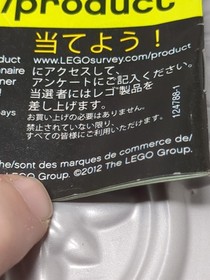 /product
当てよう!
www.LEGOsurvey.com/product
naire にアクセスして、
ner アンケートにご記入ください。
当選者にはレゴ®製品を
差し上げます。
ays お買い上げの必要はありません。
禁止されていない限り、
すべての皆様にご利用いただけます。
124788-1
he/sont des marques de commerce de/
©2012 The LEGO Group.